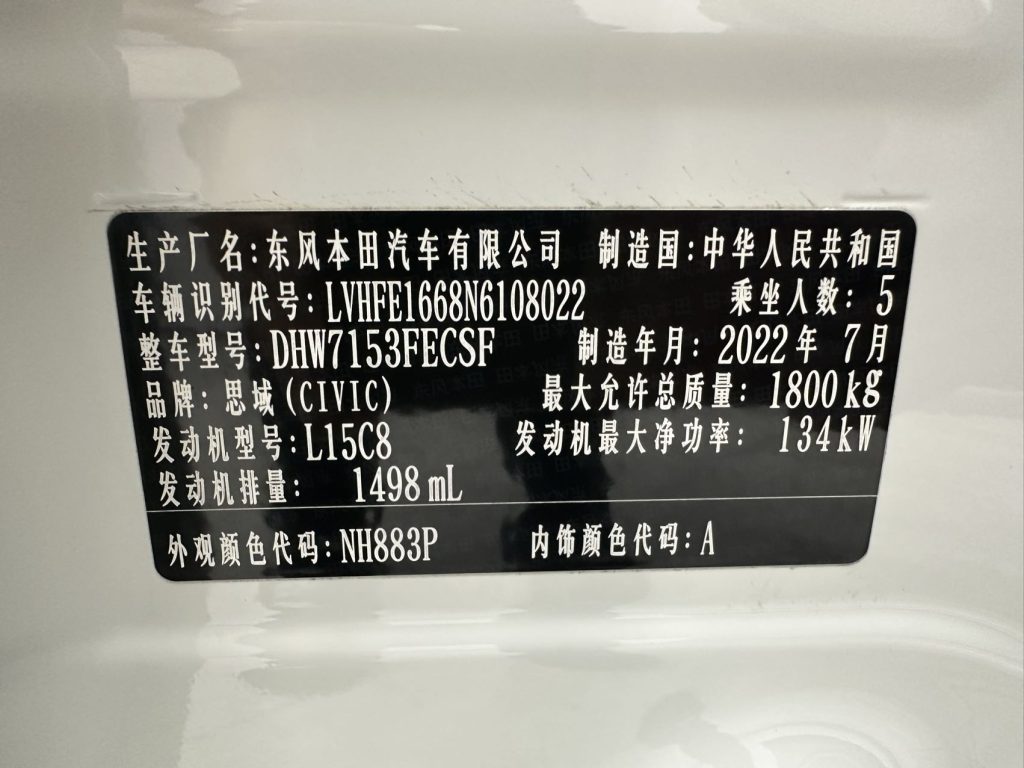 生产厂名:东风本田汽车有限公司 制造国:中华人民共和国
车辆识别代号: LVHFE1668N6108022 乘坐人数: 5
整车型号:DHW7153FECSF 制造年月: 2022年 7月
品牌: 思域(CIVIC) 最大允许总质量: 1800kg
发动机型号:L15C8 发动机最大净功率: 134kW
发动机排量: 1498mL
外观颜色代码:NH883P 内饰颜色代码:A